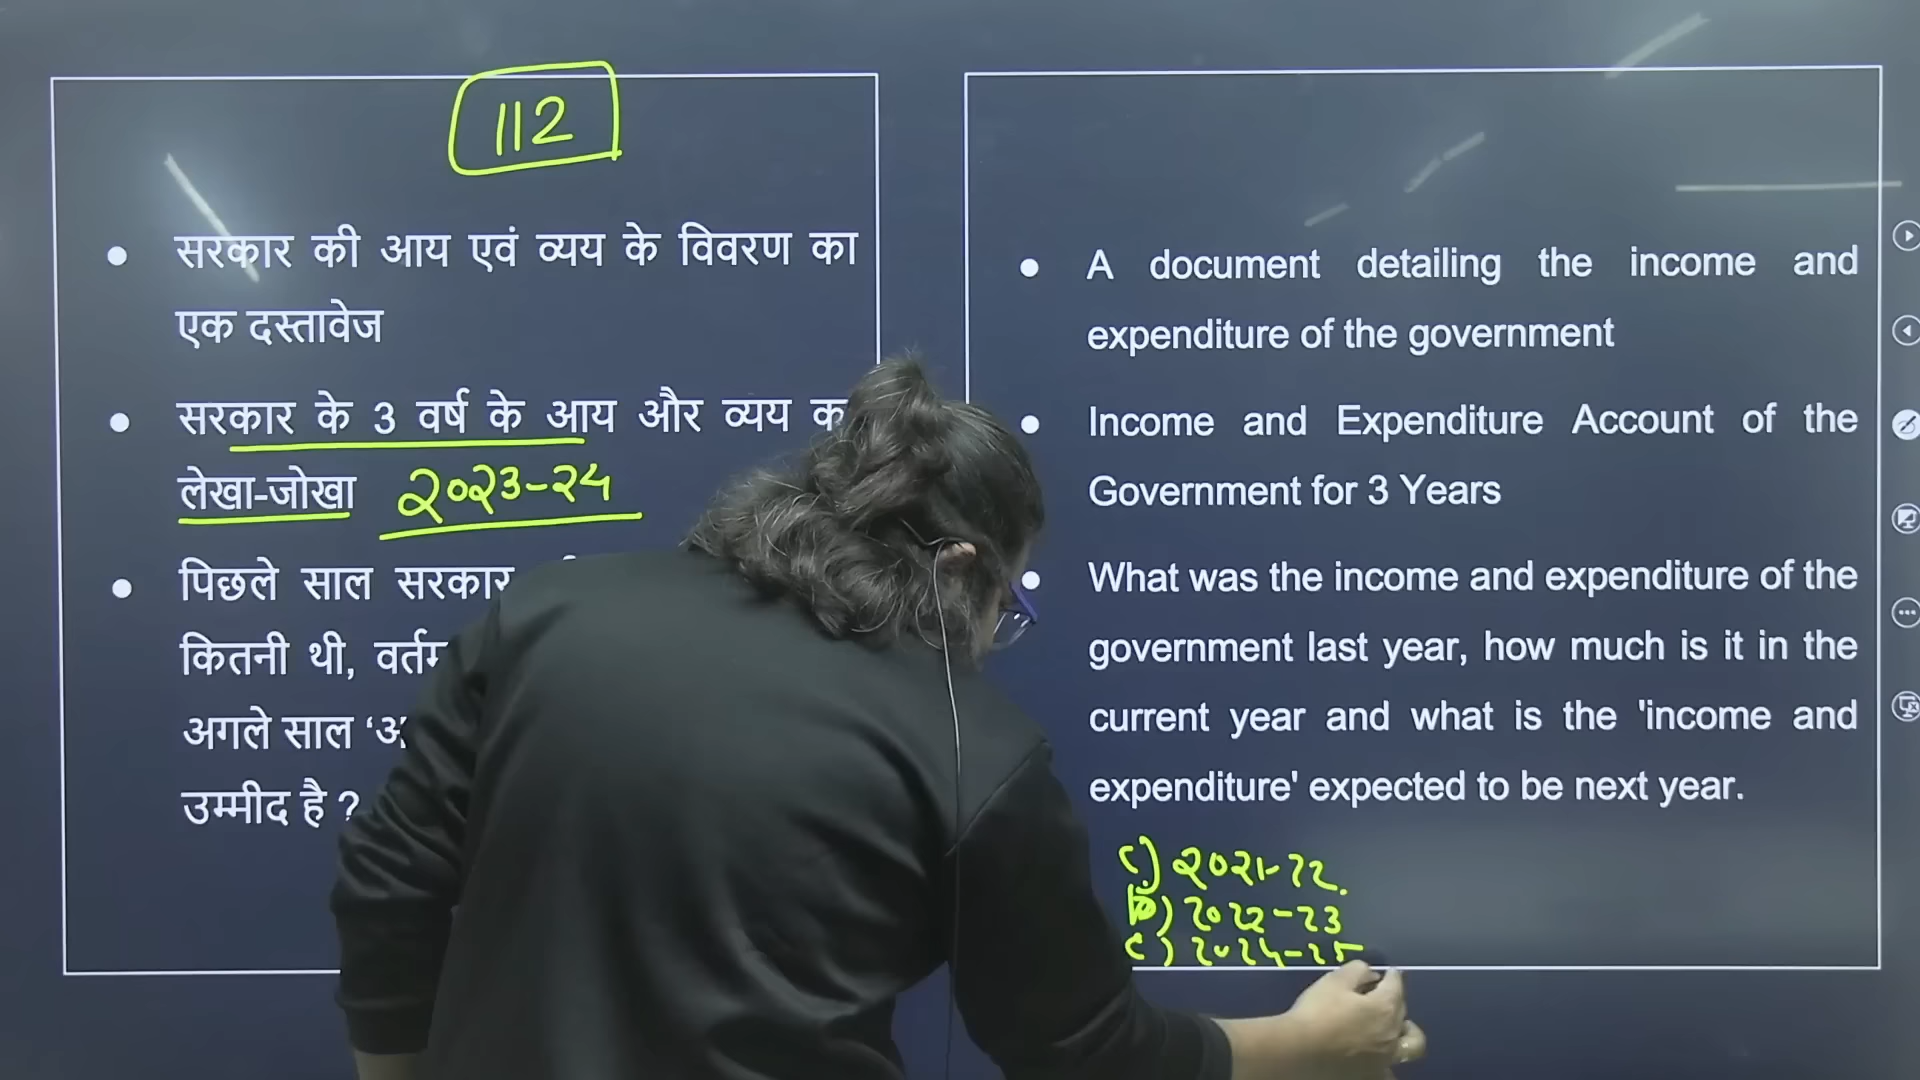 112
सरकार की आय एवं व्यय के विवरण का
एक दस्तावेज
सरकार के 3 वर्ष के आय और व्यय
लेखा-जोखा 2023-24
पिछले साल सरकार
कितनी थी,
अगले साल
उम्मीद है ?
A document detailing the income and
expenditure of the government
Income and Expenditure Account of the
Government for 3 Years
What was the income and expenditure of the
government last year, how much is it in the
current year and what is the 'income and
expenditure' expected to be next year.
2021-22
b) 2022-23
c) 2024-25